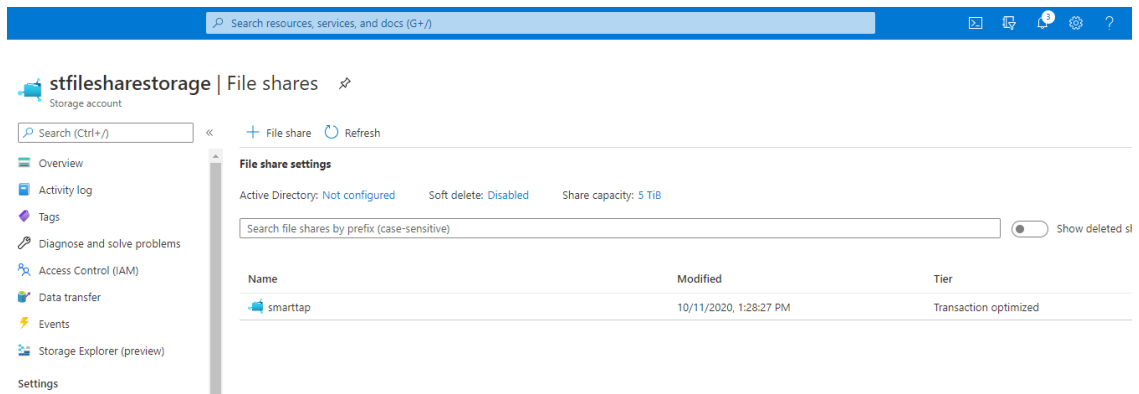 Search resources, services, and docs (G+/)
3
stfilesharestorage | File shares
Storage account
Search (Ctrl+/)
«
Overview
Activity log
Tags
Diagnose and solve problems
Access Control (IAM)
Data transfer
Events
Storage Explorer (preview)
Settings
+ File share Refresh
File share settings
Active Directory: Not configured Soft delete: Disabled Share capacity: 5 TiB
Search file shares by prefix (case-sensitive)
Show deleted
Name Modified Tier
smarttap 10/11/2020, 1:28:27 PM Transaction optimized